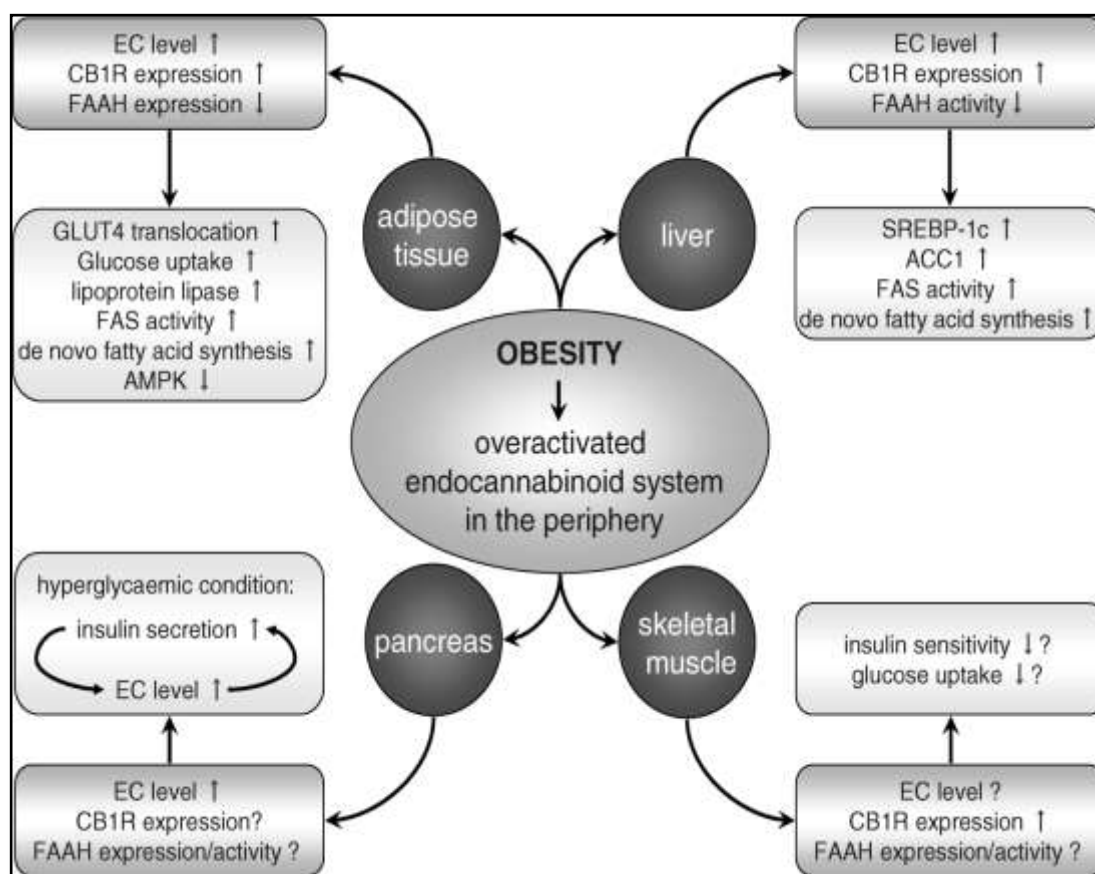 EC level ↑
CB1R expression ↑
FAAH expression ↓
EC level ↑
CB1R expression ↑
FAAH activity ↓
adipose
tissue
liver
GLUT4 translocation ↑
Glucose uptake ↑
lipoprotein lipase ↑
FAS activity ↑
de novo fatty acid synthesis ↑
AMPK ↓
SREBP-1c ↑
ACC1 ↑
FAS activity ↑
de novo fatty acid synthesis ↑
OBESITY
↓
overactivated
endocannabinoid system
in the periphery
pancreas
skeletal
muscle
hyperglycaemic condition:
insulin secretion ↑
EC level ↑
insulin sensitivity ↓?
glucose uptake ↓?
EC level ↑
CB1R expression?
FAAH expression/activity ?
EC level ?
CB1R expression ↑
FAAH expression/activity ?